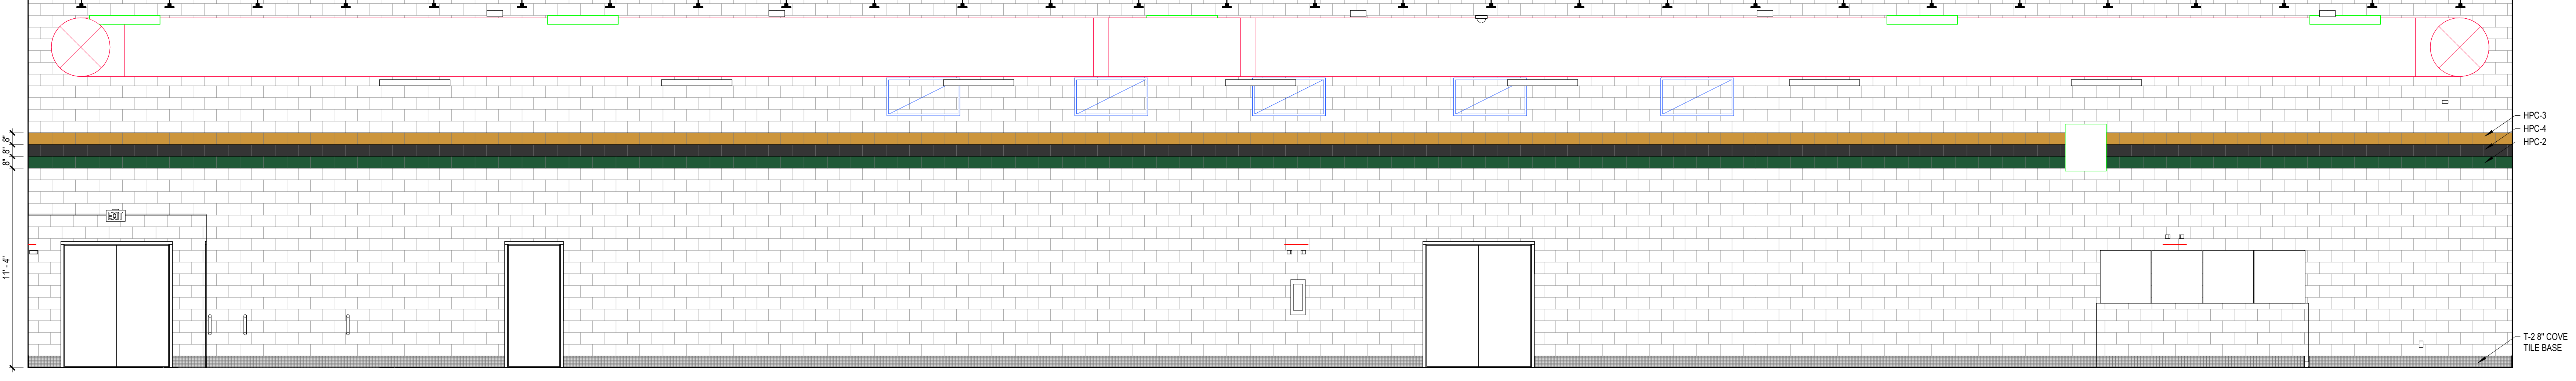 HPC-3
HPC-4
HPC-2
8"
8"
8"
EXIT
11' - 4"
T-2 8" COVE
TILE BASE